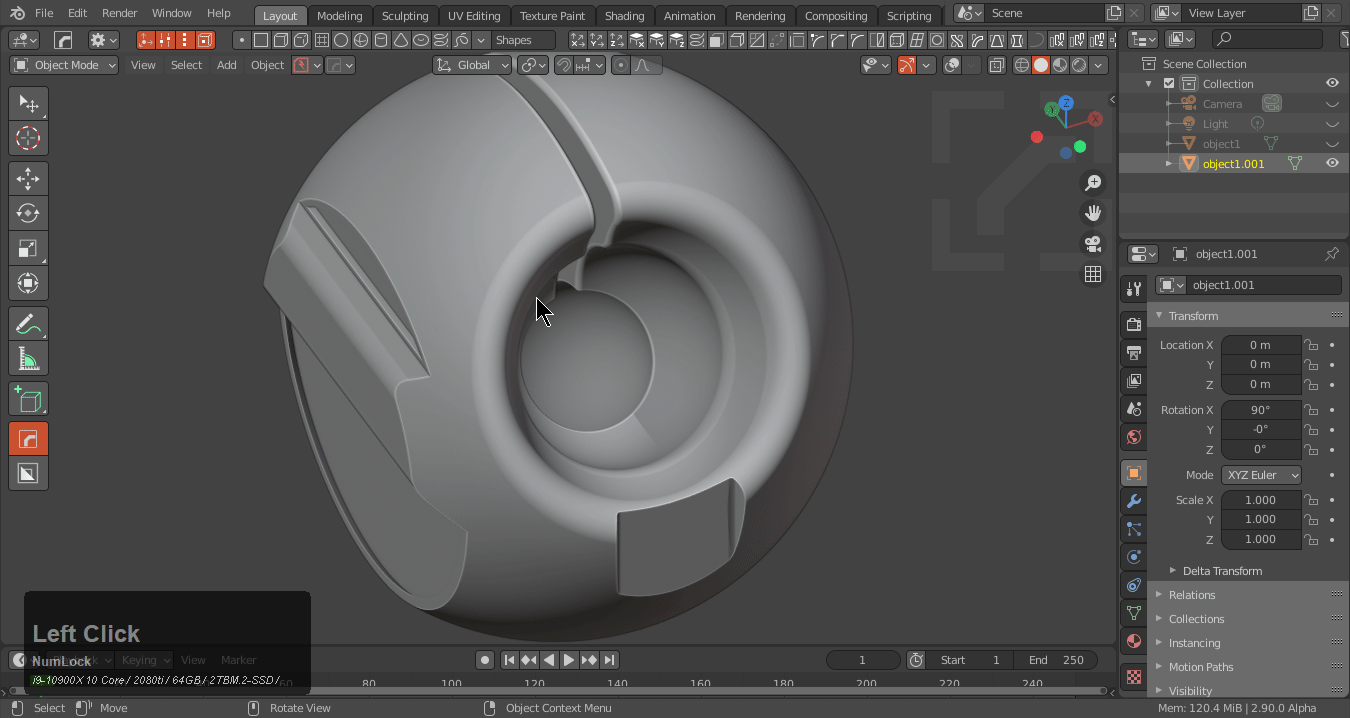 File Edit Render Window Help Layout Modeling Sculpting UV Editing Texture Paint Shading Animation Rendering Compositing Scripting Scene View Layer
Shapes
Object Mode View Select Add Object Global
Z
Y
X
Scene Collection
Collection
Camera
Light
object1
object1.001
object1.001
object1.001
Transform
Location X 0 m
Y 0 m
Z 0 m
Rotation X 90°
Y -0°
Z 0°
Mode XYZ Euler
Scale X 1.000
Y 1.000
Z 1.000
Delta Transform
Relations
Collections
Instancing
Motion Paths
Visibility
Left Click
NumLock
i9-10900X 10 Core / 2080ti / 64GB / 2TBM.2-SSD /
Keying View Marker 1 Start 1 End 250
60 80 100 120 140 160 180 200 220 240
Select Move Rotate View Object Context Menu Mem: 120.4 MiB | 2.90.0 Alpha